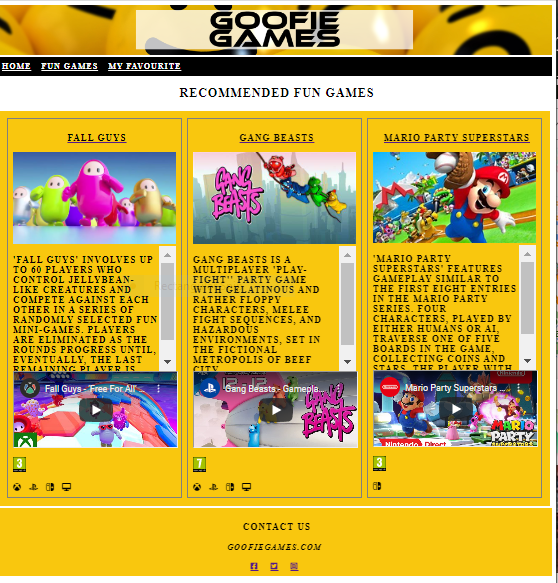 GOOFIE
GAMES
HOME FUN GAMES MY FAVOURITE
RECOMMENDED FUN GAMES
FALL GUYS
GANG
BEASTS
'FALL GUYS' INVOLVES UP
TO 60 PLAYERS WHO
CONTROL JELLYBEAN-
LIKE CREATURES AND
COMPETE AGAINST EACH
OTHER IN A SERIES OF
RANDOMLY SELECTED FUN
MINI-GAMES. PLAYERS
ARE ELIMINATED AS THE
ROUNDS PROGRESS UNTIL,
EVENTUALLY, THE LAST
REMAINING PLAYER IS
Fall Guys - 'Free For All'...
3
GANG BEASTS
GANG BEASTS IS A
MULTIPLAYER 'PLAY-
FIGHT'' PARTY GAME
WITH GELATINOUS AND
RATHER FLOPPY
CHARACTERS, MELEE
FIGHT SEQUENCES, AND
HAZARDOUS
ENVIRONMENTS, SET IN
THE FICTIONAL
METROPOLIS OF BEEF
CITY
Gang Beasts - Gamepla...
GANG
BEASTS
7
MARIO PARTY SUPERSTARS
'MARIO PARTY
SUPERSTARS' FEATURES
GAMEPLAY SIMILAR TO
THE FIRST EIGHT ENTRIES
IN THE MARIO PARTY
SERIES. FOUR
CHARACTERS, PLAYED BY
EITHER HUMANS OR AI,
TRAVERSE ONE OF FIVE
BOARDS IN THE GAME,
COLLECTING COINS AND
STARS. THE PLAYER WITH
Mario Party Superstars ...
Nintendo Direct
MARIO
PARTY
3
CONTACT US
GOOFIEGAMES.COM